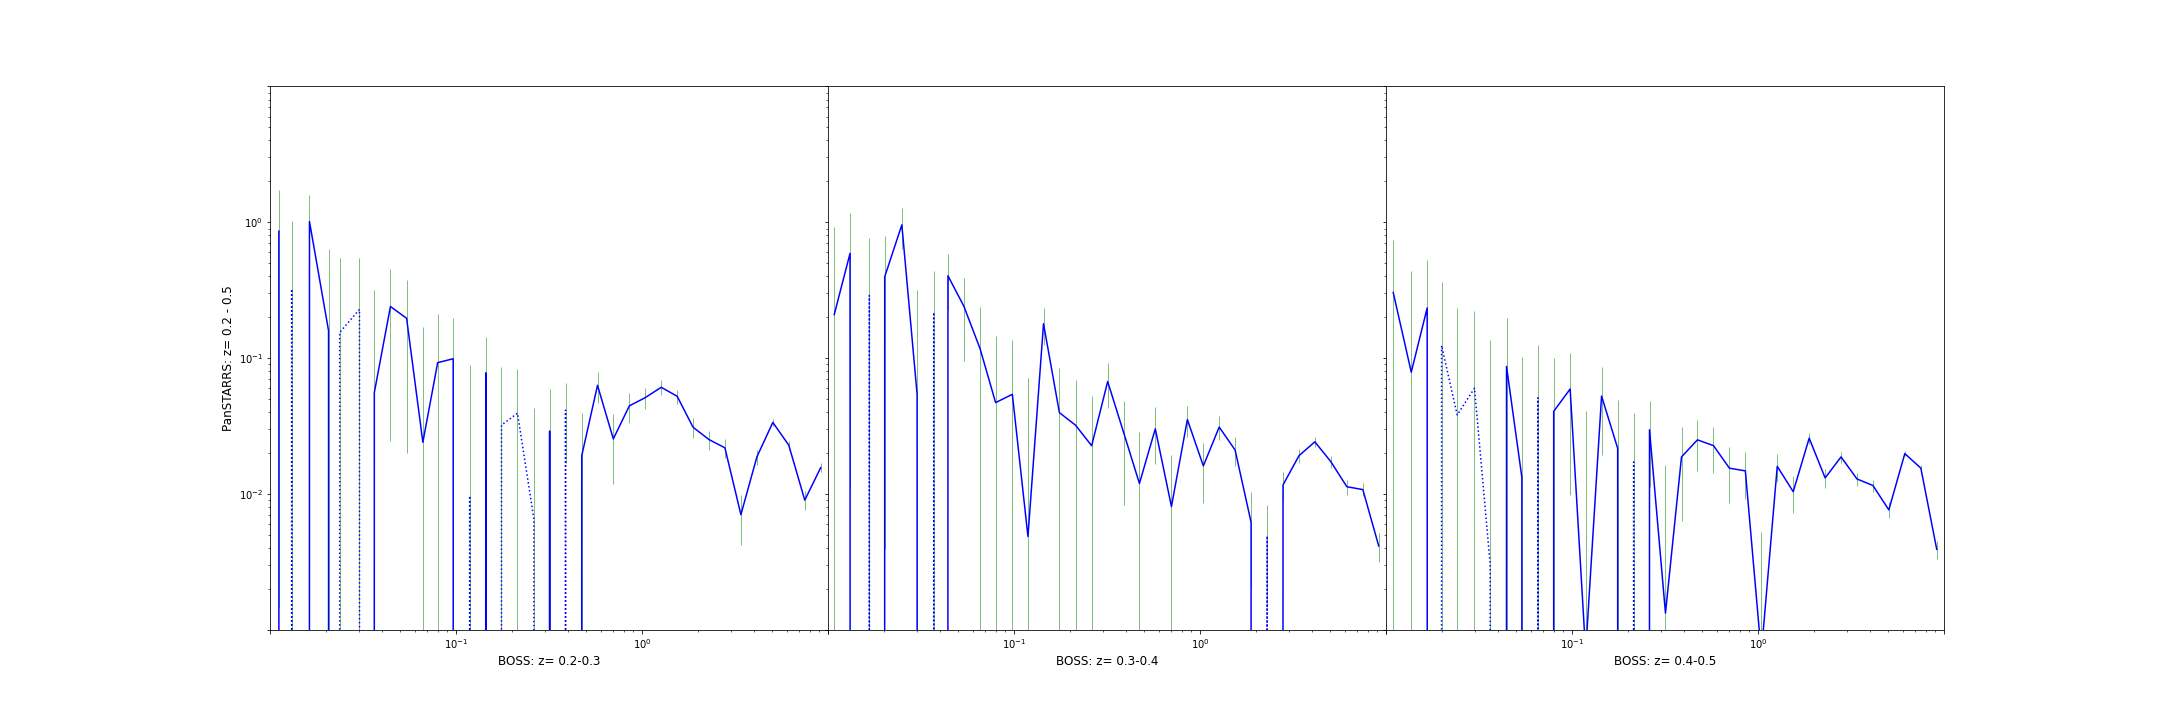 PanSTARRS: z= 0.2 - 0.5
10⁰
10⁻¹
10⁻²
10⁻¹ 10⁰ 10⁻¹ 10⁰ 10⁻¹ 10⁰
BOSS: z= 0.2-0.3 BOSS: z= 0.3-0.4 BOSS: z= 0.4-0.5